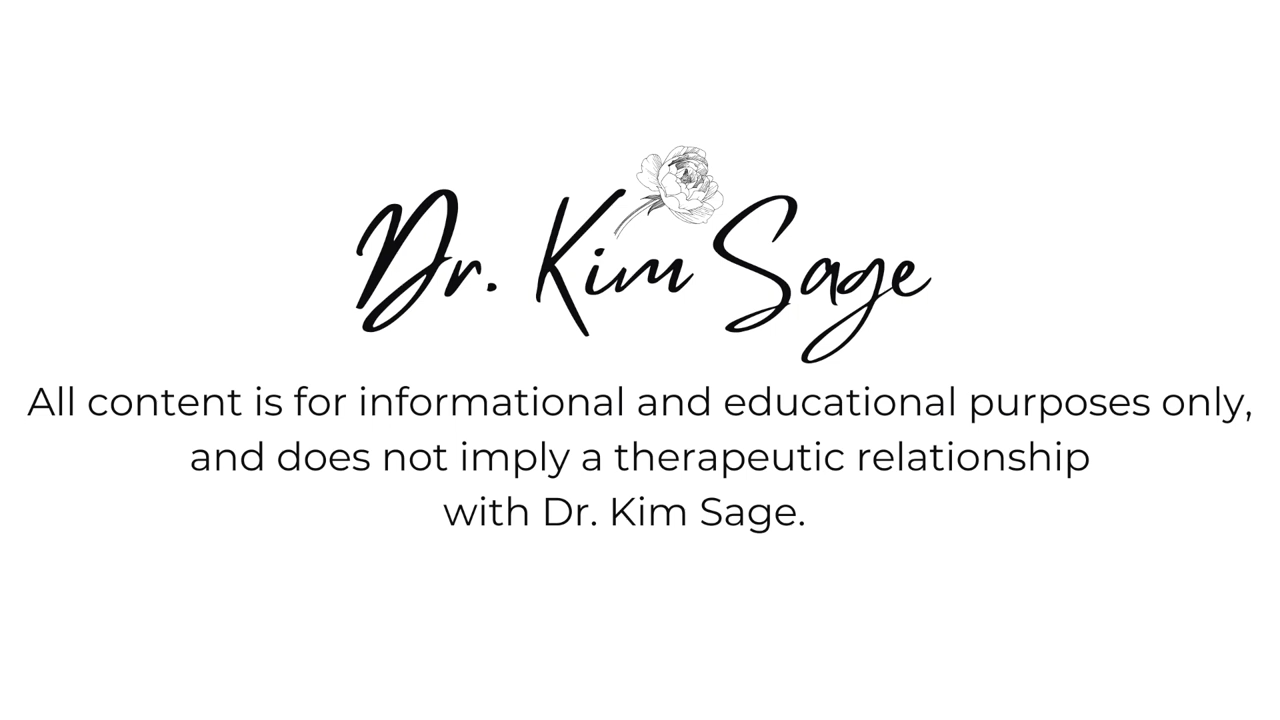 Dr. Kim Sage
All content is for informational and educational purposes only,
and does not imply a therapeutic relationship
with Dr. Kim Sage.